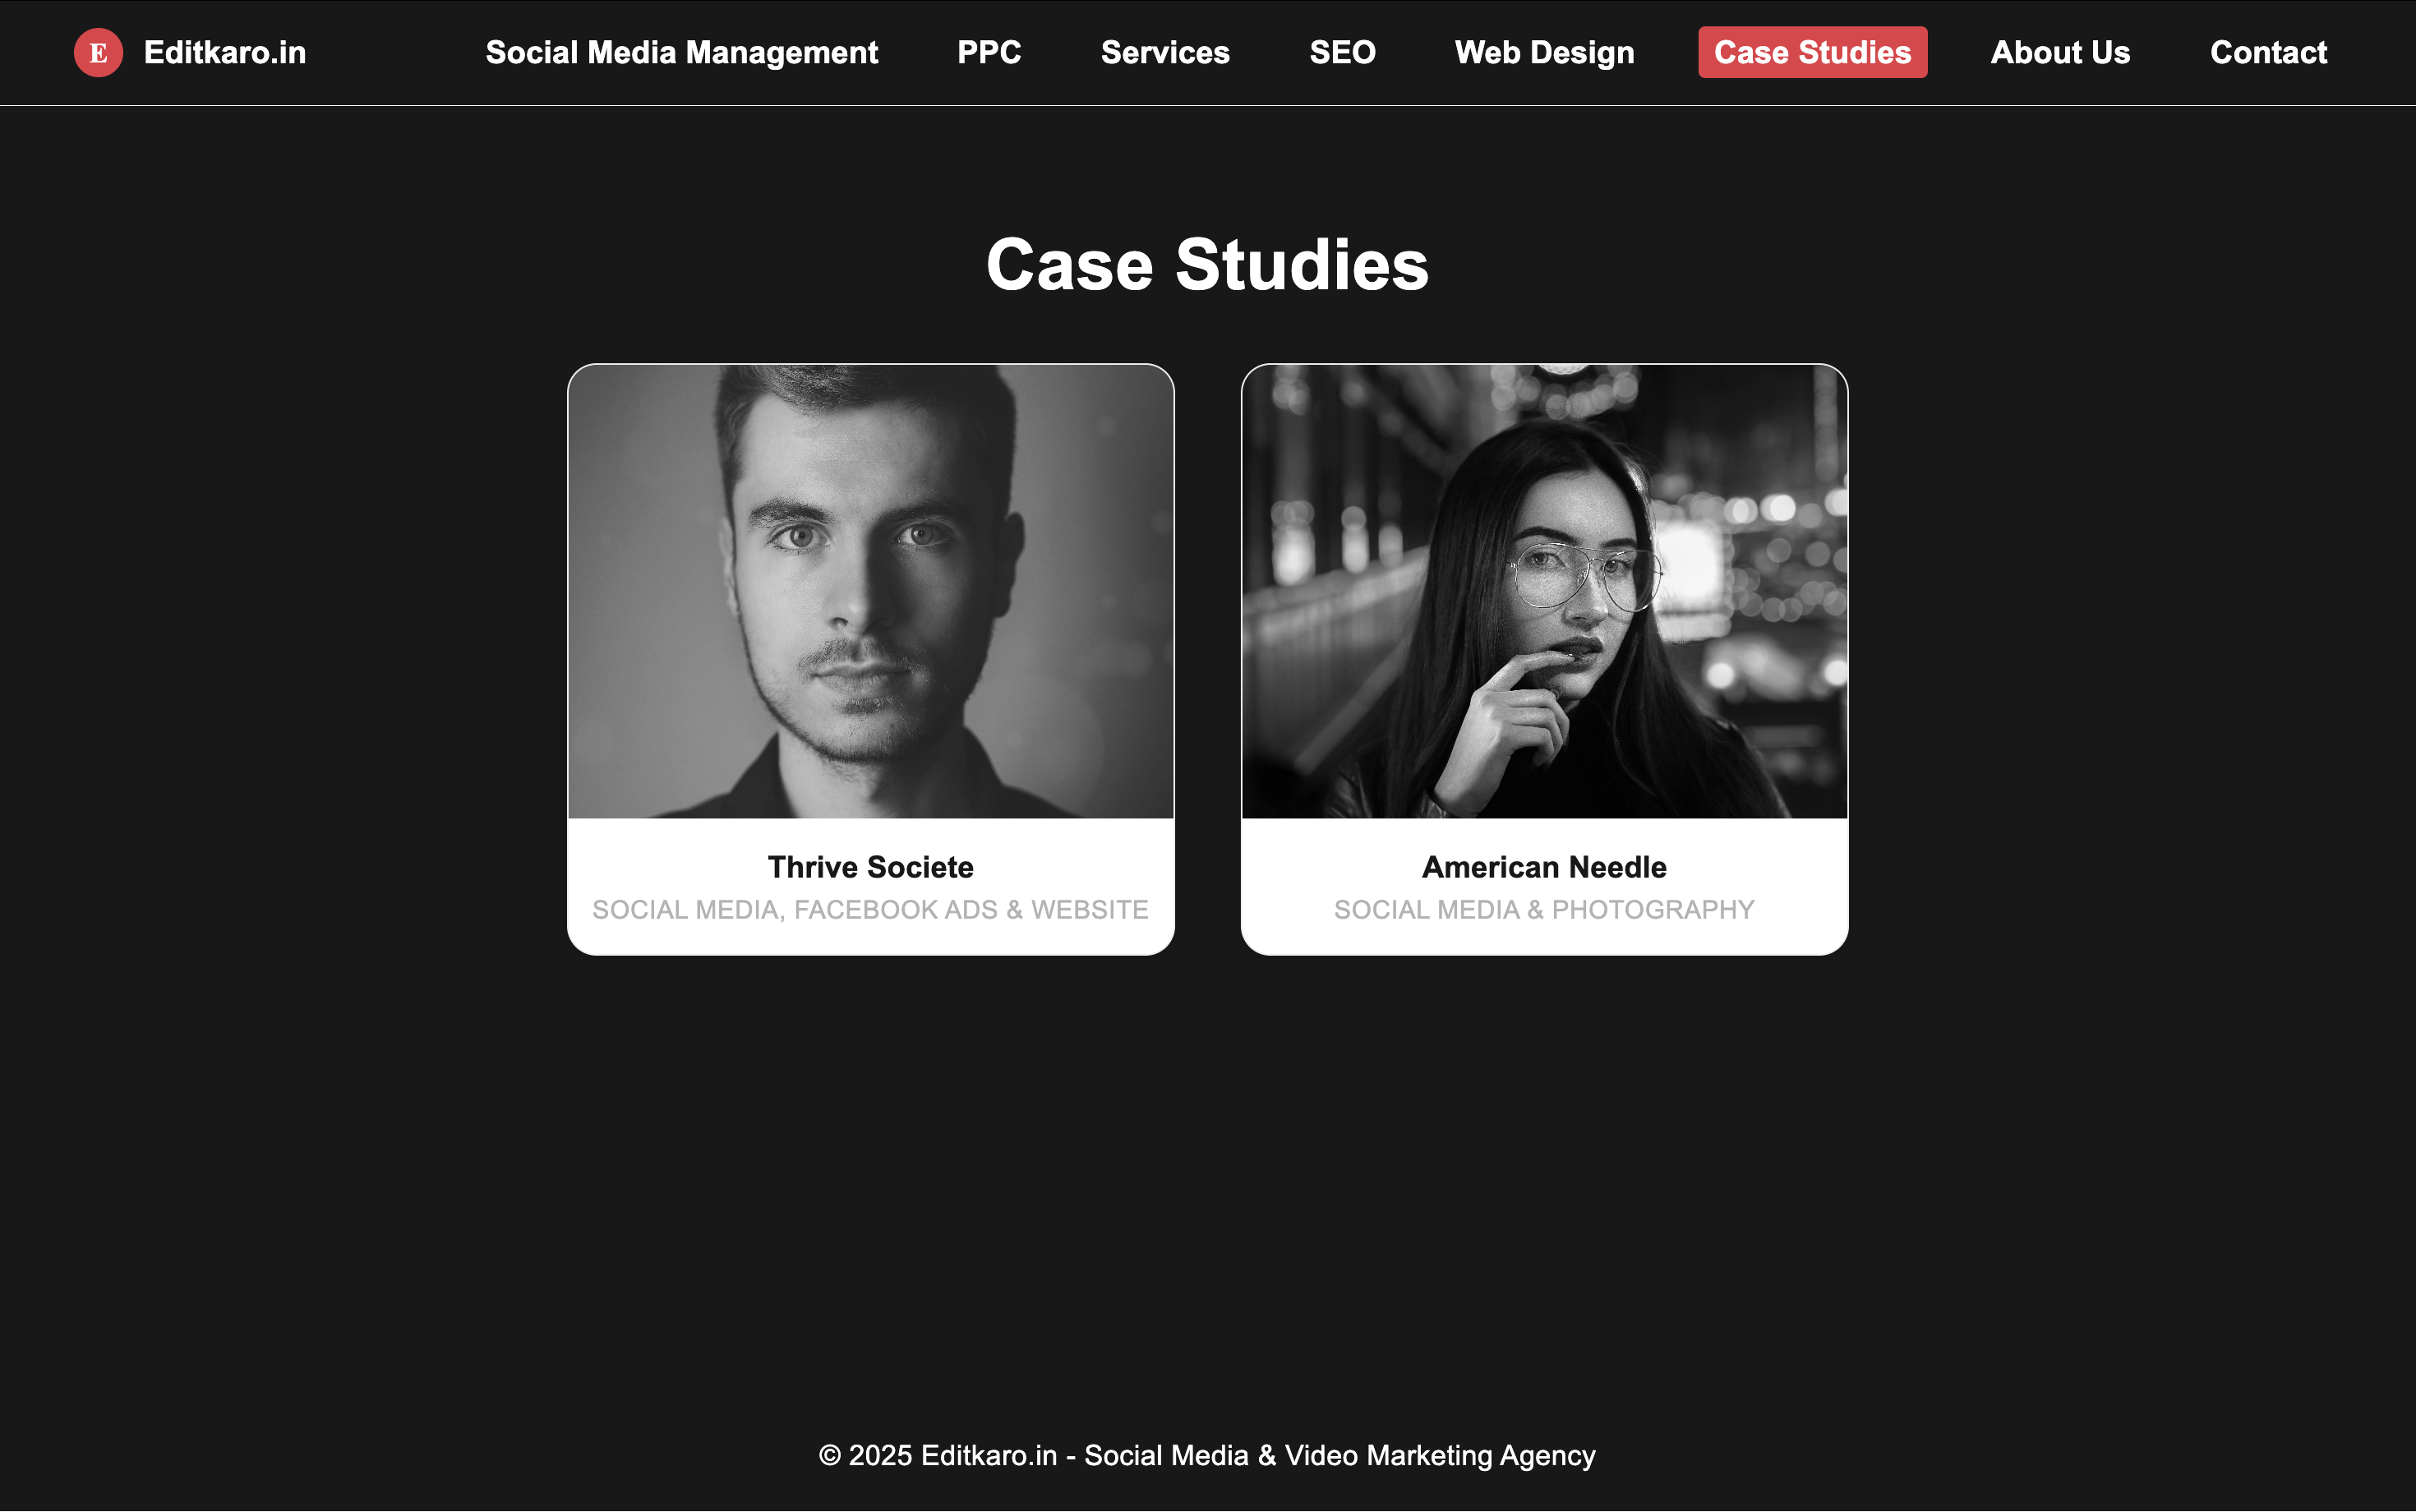 E Editkaro.in Social Media Management PPC Services SEO Web Design Case Studies About Us Contact
Case Studies
Thrive Societe
SOCIAL MEDIA, FACEBOOK ADS & WEBSITE
American Needle
SOCIAL MEDIA & PHOTOGRAPHY
© 2025 Editkaro.in - Social Media & Video Marketing Agency